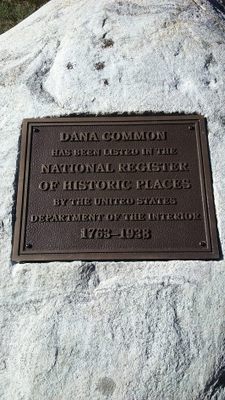 DANA COMMON
HAS BEEN LISTED IN THE
NATIONAL REGISTER
OF HISTORIC PLACES
BY THE UNITED STATES
DEPARTMENT OF THE INTERIOR
1763-1938